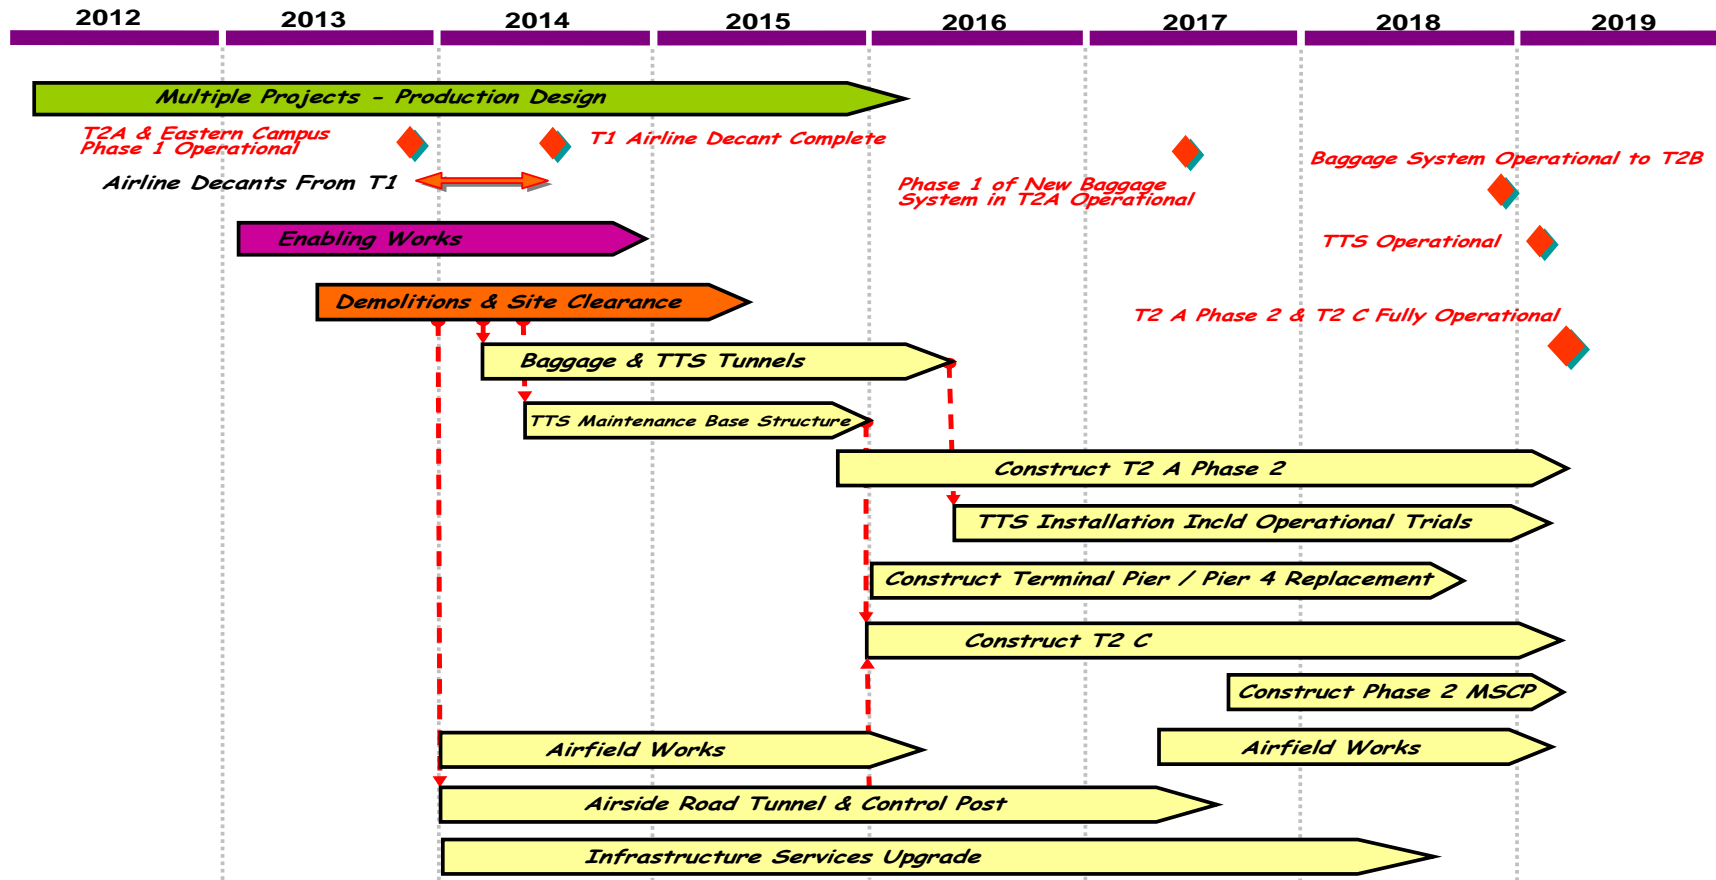 2012 2013 2014 2015 2016 2017 2018 2019
Multiple Projects - Production Design
T2A & Eastern Campus
Phase 1 Operational
T1 Airline Decant Complete
Baggage System Operational to T2B
Airline Decants From T1
Phase 1 of New Baggage
System in T2A Operational
Enabling Works
TTS Operational
Demolitions & Site Clearance
T2 A Phase 2 & T2 C Fully Operational
Baggage & TTS Tunnels
TTS Maintenance Base Structure
Construct T2 A Phase 2
TTS Installation Incld Operational Trials
Construct Terminal Pier / Pier 4 Replacement
Construct T2 C
Construct Phase 2 MSCP
Airfield Works
Airfield Works
Airside Road Tunnel & Control Post
Infrastructure Services Upgrade